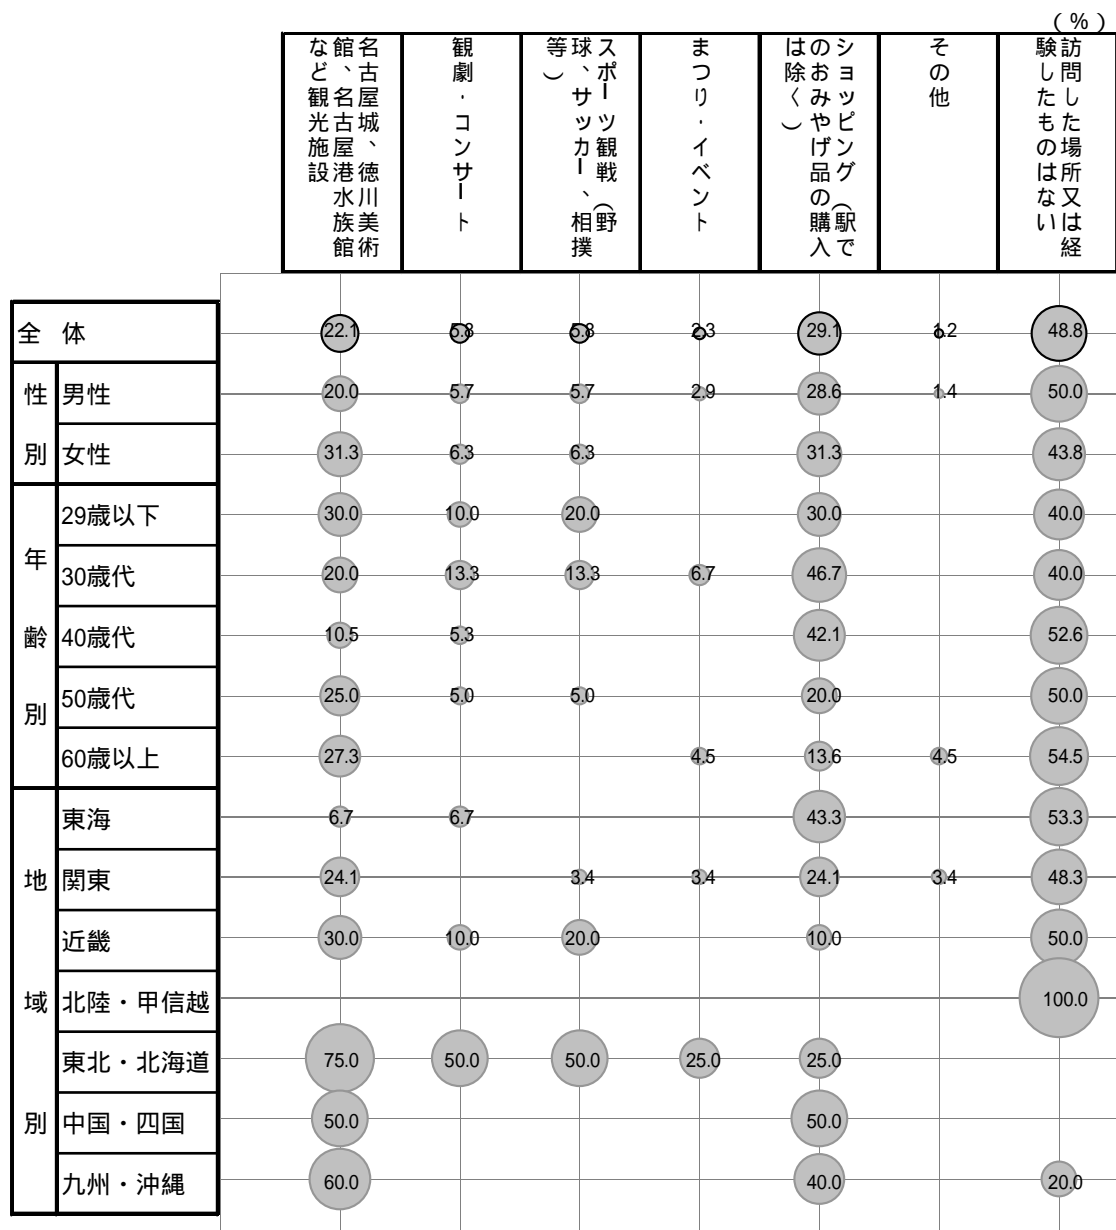 （％）
名古屋城、徳川美術
館、名古屋港水族館
など観光施設
観劇・コンサート
スポーツ観戦（野
球、サッカー、相撲
等）
まつり・イベント
ショッピング（駅で
のおみやげ品の購入
は除く）
その他
訪問した場所又は経
験したものはない
全 体 22.1 5.8 5.8 2.3 29.1 1.2 48.8
性別
男性 20.0 5.7 5.7 2.9 28.6 1.4 50.0
女性 31.3 6.3 6.3 31.3 43.8
年齢別
29歳以下 30.0 10.0 20.0 30.0 40.0
30歳代 20.0 13.3 13.3 6.7 46.7 40.0
40歳代 10.5 5.3 42.1 52.6
50歳代 25.0 5.0 5.0 20.0 50.0
60歳以上 27.3 4.5 13.6 4.5 54.5
地域別
東海 6.7 6.7 43.3 53.3
関東 24.1 3.4 3.4 24.1 3.4 48.3
近畿 30.0 10.0 20.0 10.0 50.0
北陸・甲信越 100.0
東北・北海道 75.0 50.0 50.0 25.0 25.0
中国・四国 50.0 50.0
九州・沖縄 60.0 40.0 20.0